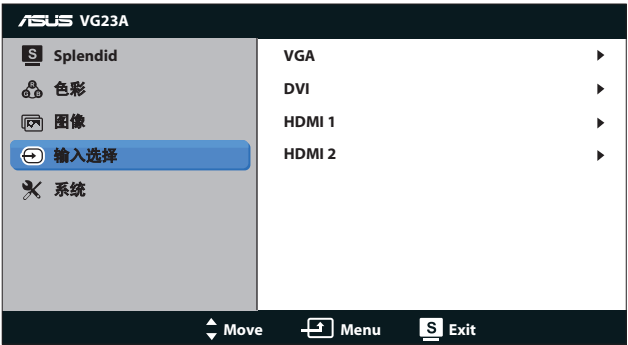 ASUS VG23A
S Splendid
色彩
图像
输入选择
系统
VGA
DVI
HDMI 1
HDMI 2
Move Menu S Exit